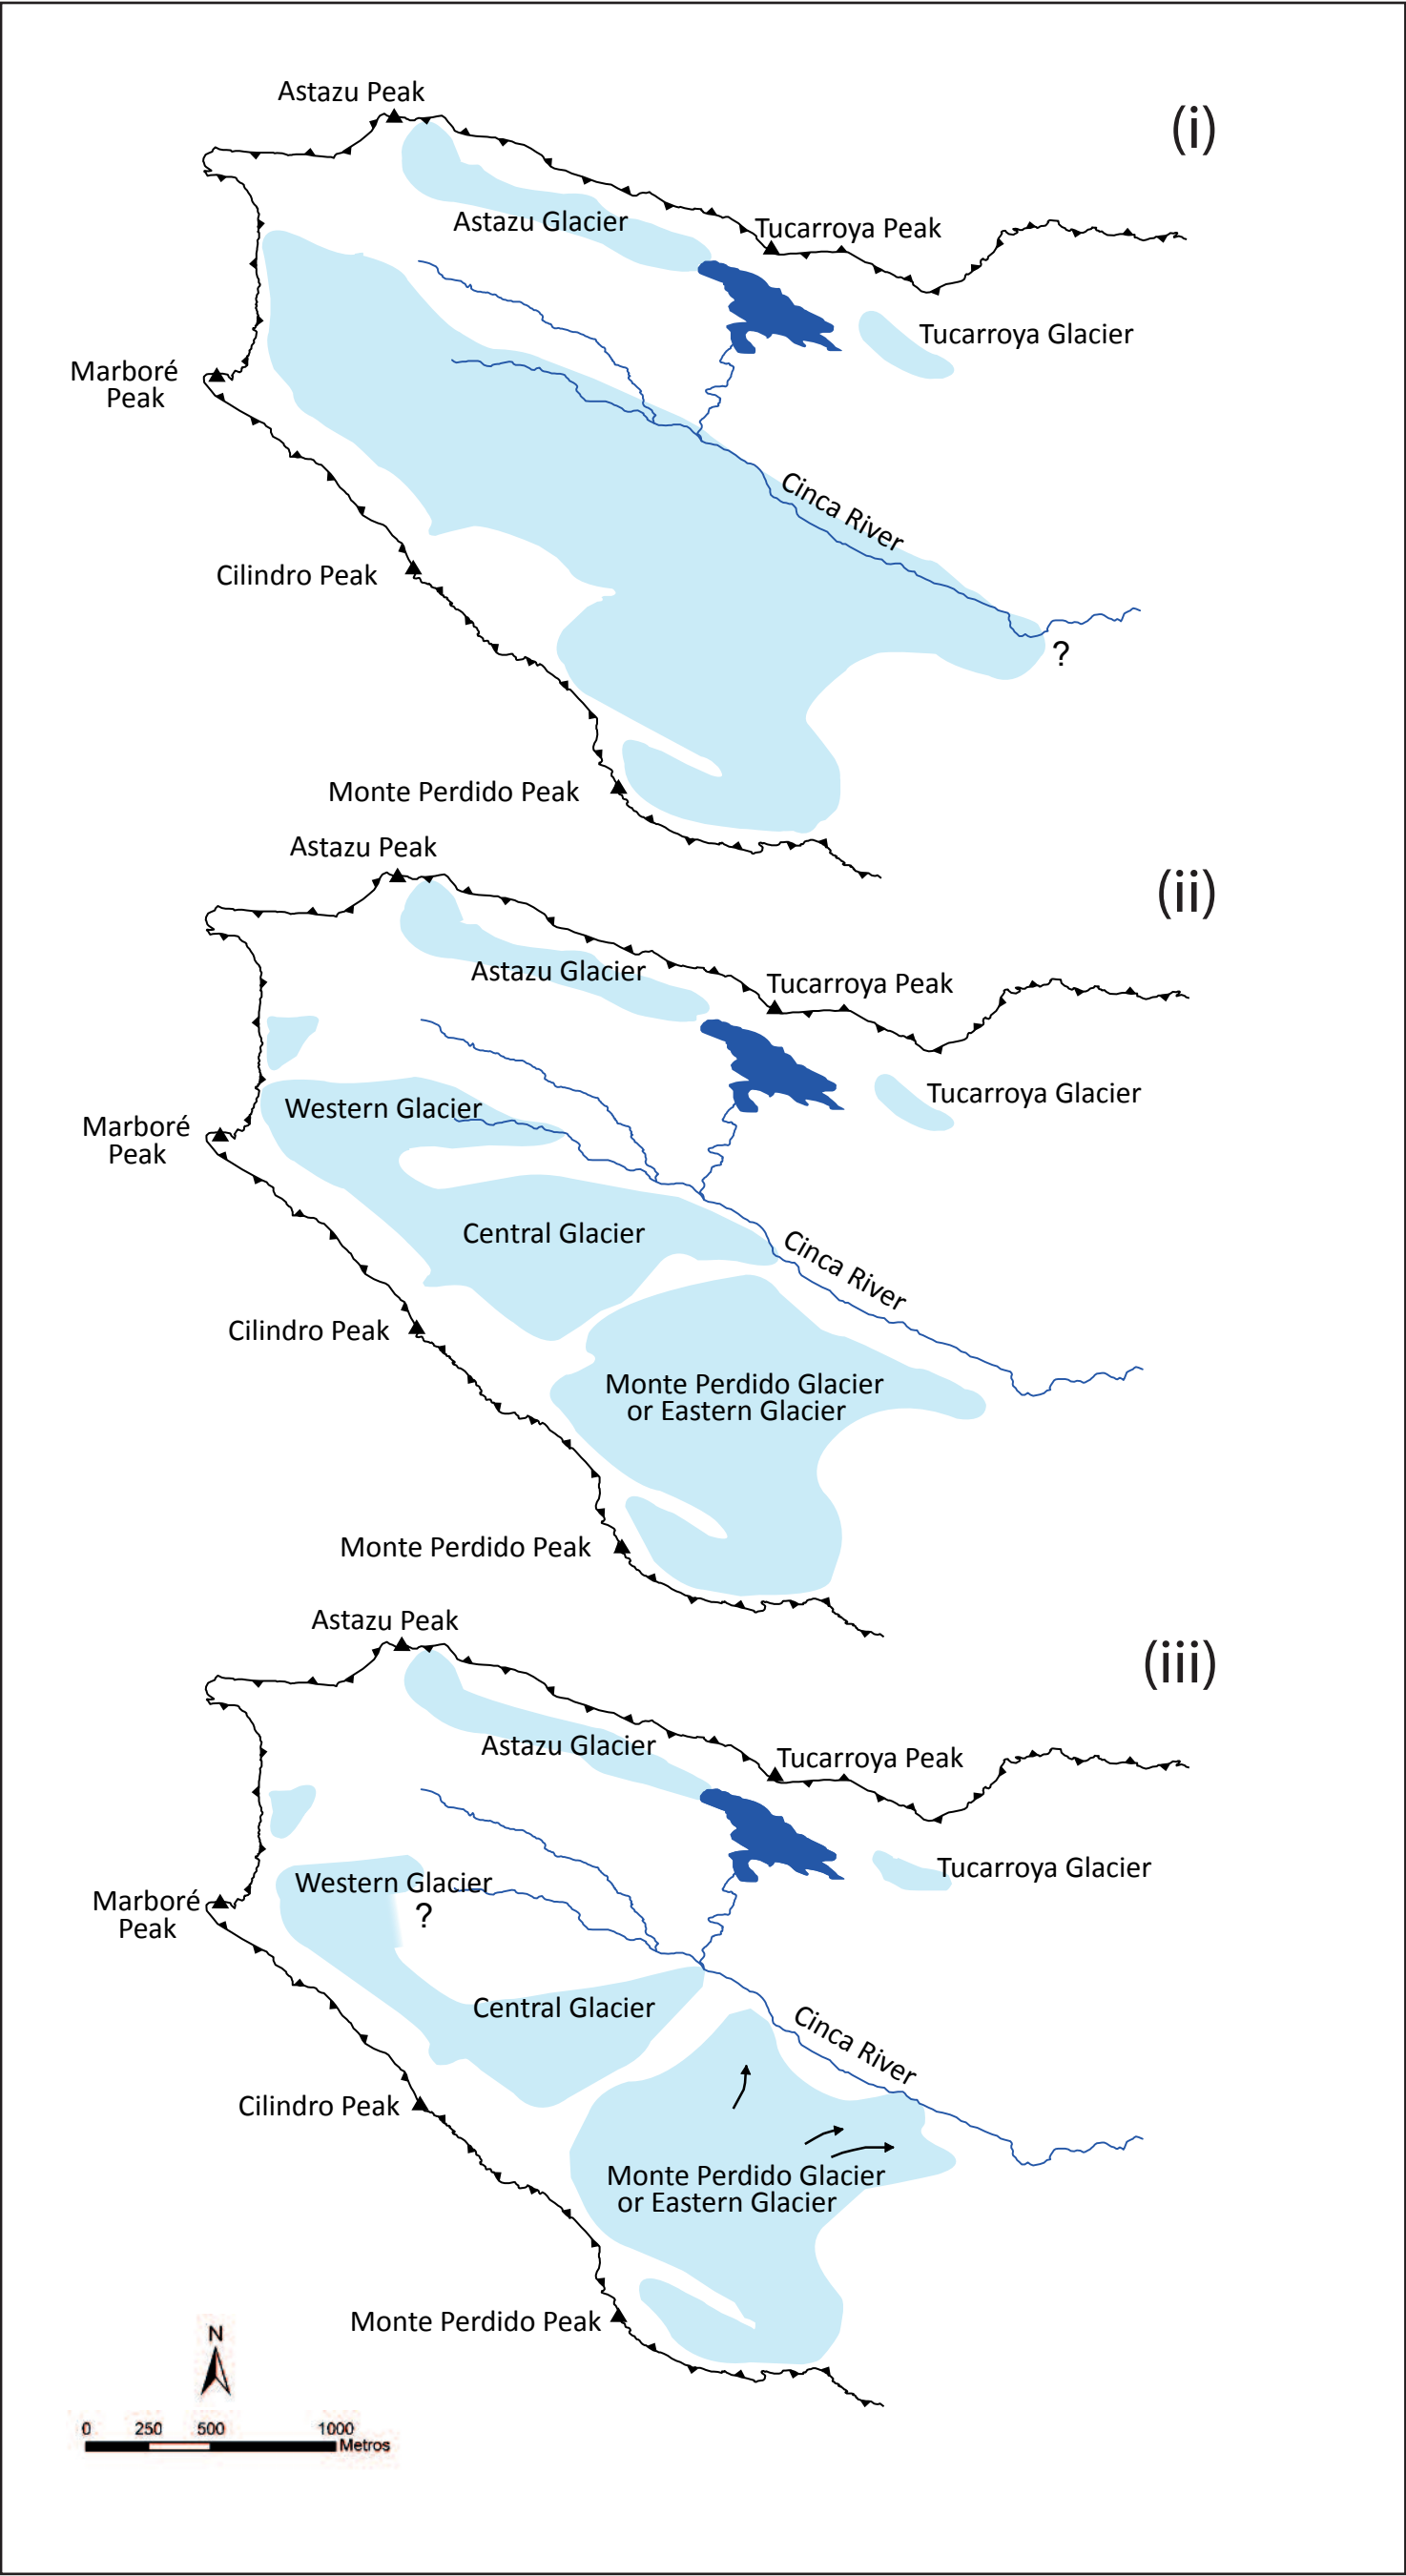 Astazu Peak
(i)
Astazu Glacier
Tucarroya Peak
Tucarroya Glacier
Marboré
Peak
Cinca River
Cilindro Peak
?
Monte Perdido Peak
Astazu Peak
(ii)
Astazu Glacier
Tucarroya Peak
Tucarroya Glacier
Western Glacier
Marboré
Peak
Central Glacier
Cinca River
Cilindro Peak
Monte Perdido Glacier
or Eastern Glacier
Monte Perdido Peak
Astazu Peak
(iii)
Astazu Glacier
Tucarroya Peak
Tucarroya Glacier
Western Glacier
?
Marboré
Peak
Central Glacier
Cinca River
Cilindro Peak
Monte Perdido Glacier
or Eastern Glacier
Monte Perdido Peak
N
0 250 500 1000
Metros